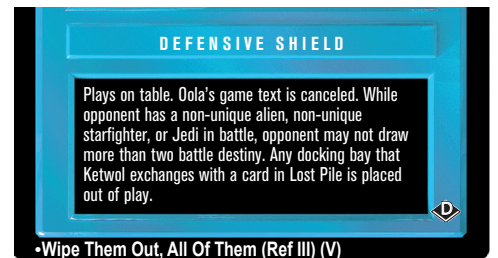 DEFENSIVE SHIELD
Plays on table. Oola's game text is canceled. While
opponent has a non-unique alien, non-unique
starfighter, or Jedi in battle, opponent may not draw
more than two battle destiny. Any docking bay that
Ketwol exchanges with a card in Lost Pile is placed
out of play.
D
•Wipe Them Out, All Of Them (Ref III) (V)